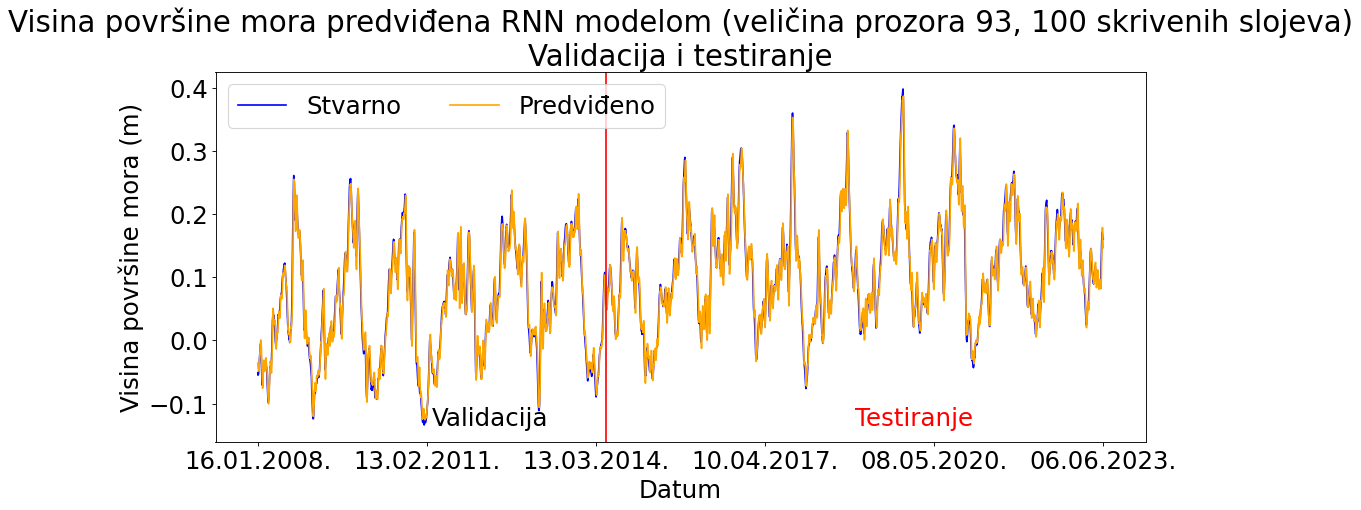 Visina površine mora predviđena RNN modelom (veličina prozora 93, 100 skrivenih slojeva)
Validacija i testiranje
Stvarno Predviđeno
Visina površine mora (m)
0.4
0.3
0.2
0.1
0.0
−0.1
Validacija Testiranje
16.01.2008. 13.02.2011. 13.03.2014. 10.04.2017. 08.05.2020. 06.06.2023.
Datum